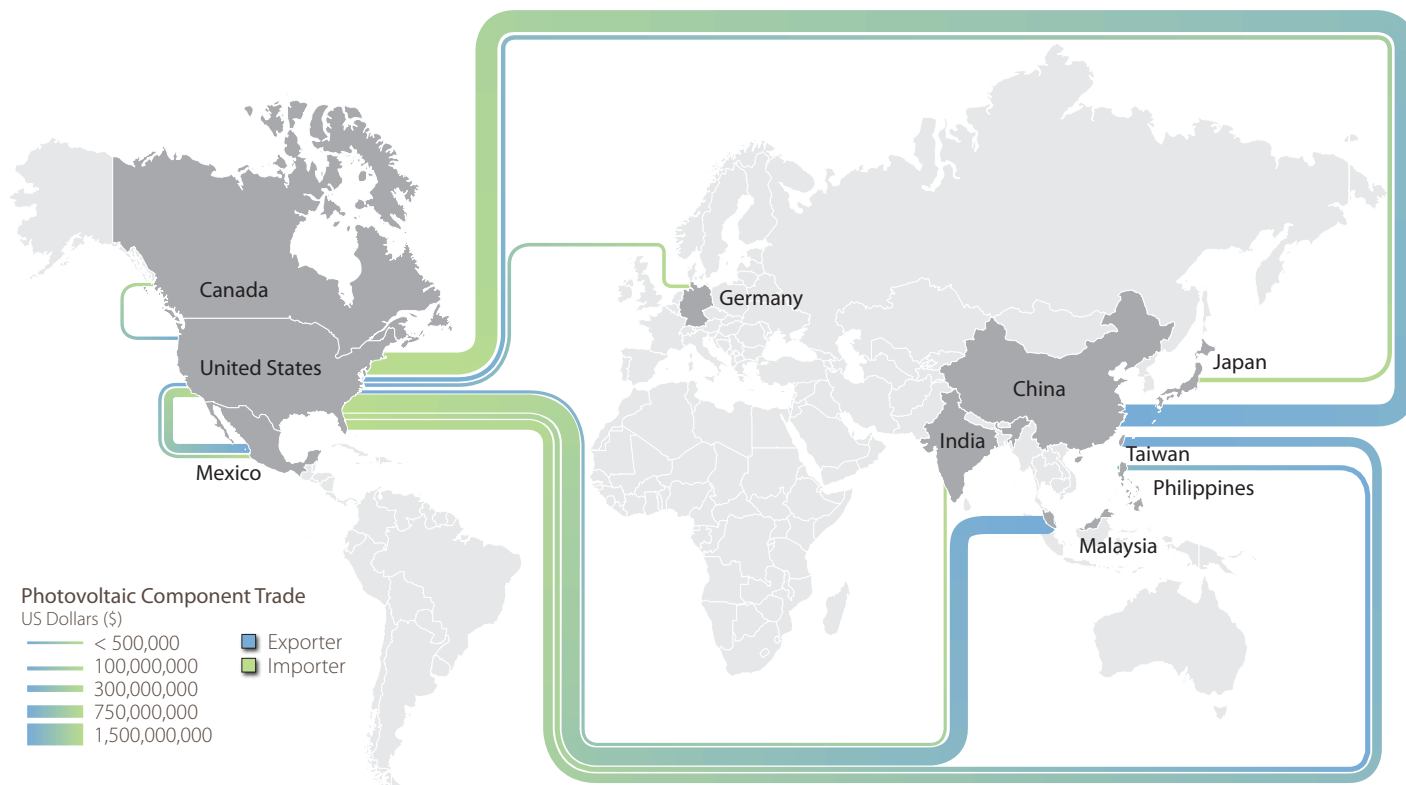 Canada
Germany
United States
Japan
China
India
Taiwan
Mexico
Philippines
Malaysia
Photovoltaic Component Trade
US Dollars ($)
< 500,000
100,000,000
300,000,000
750,000,000
1,500,000,000
Exporter
Importer